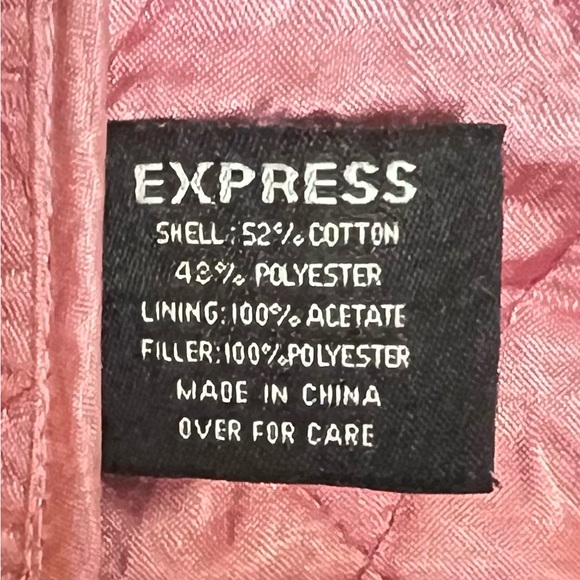 EXPRESS
SHELL: 52% COTTON
48% POLYESTER
LINING: 100% ACETATE
FILLER: 100% POLYESTER
MADE IN CHINA
OVER FOR CARE